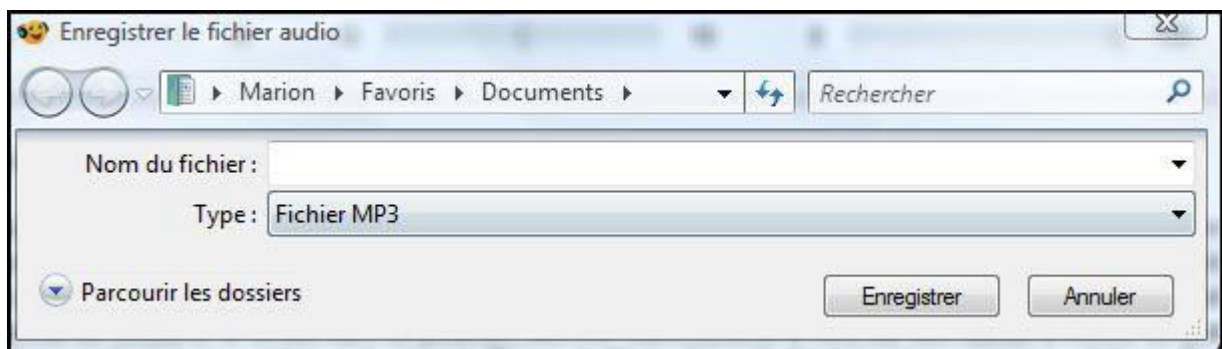 Enregistrer le fichier audio
Marion Favoris Documents Rechercher
Nom du fichier :
Type : Fichier MP3
Parcourir les dossiers Enregistrer Annuler